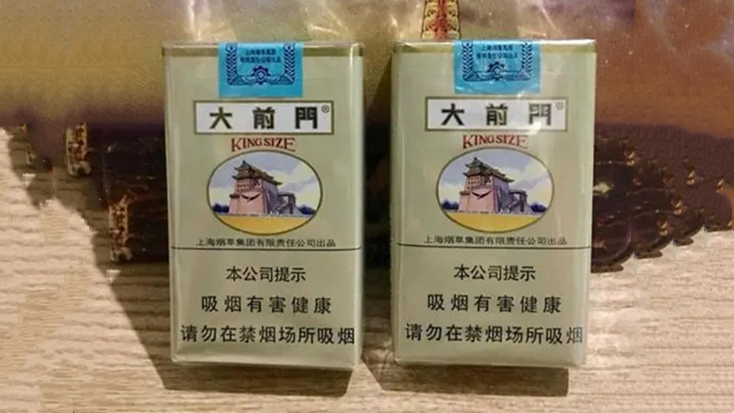 大前門®
KING SIZE
上海烟草集团有限责任公司出品
本公司提示
吸烟有害健康
请勿在禁烟场所吸烟
大前門®
KING SIZE
上海烟草集团有限责任公司出品
本公司提示
吸烟有害健康
请勿在禁烟场所吸烟